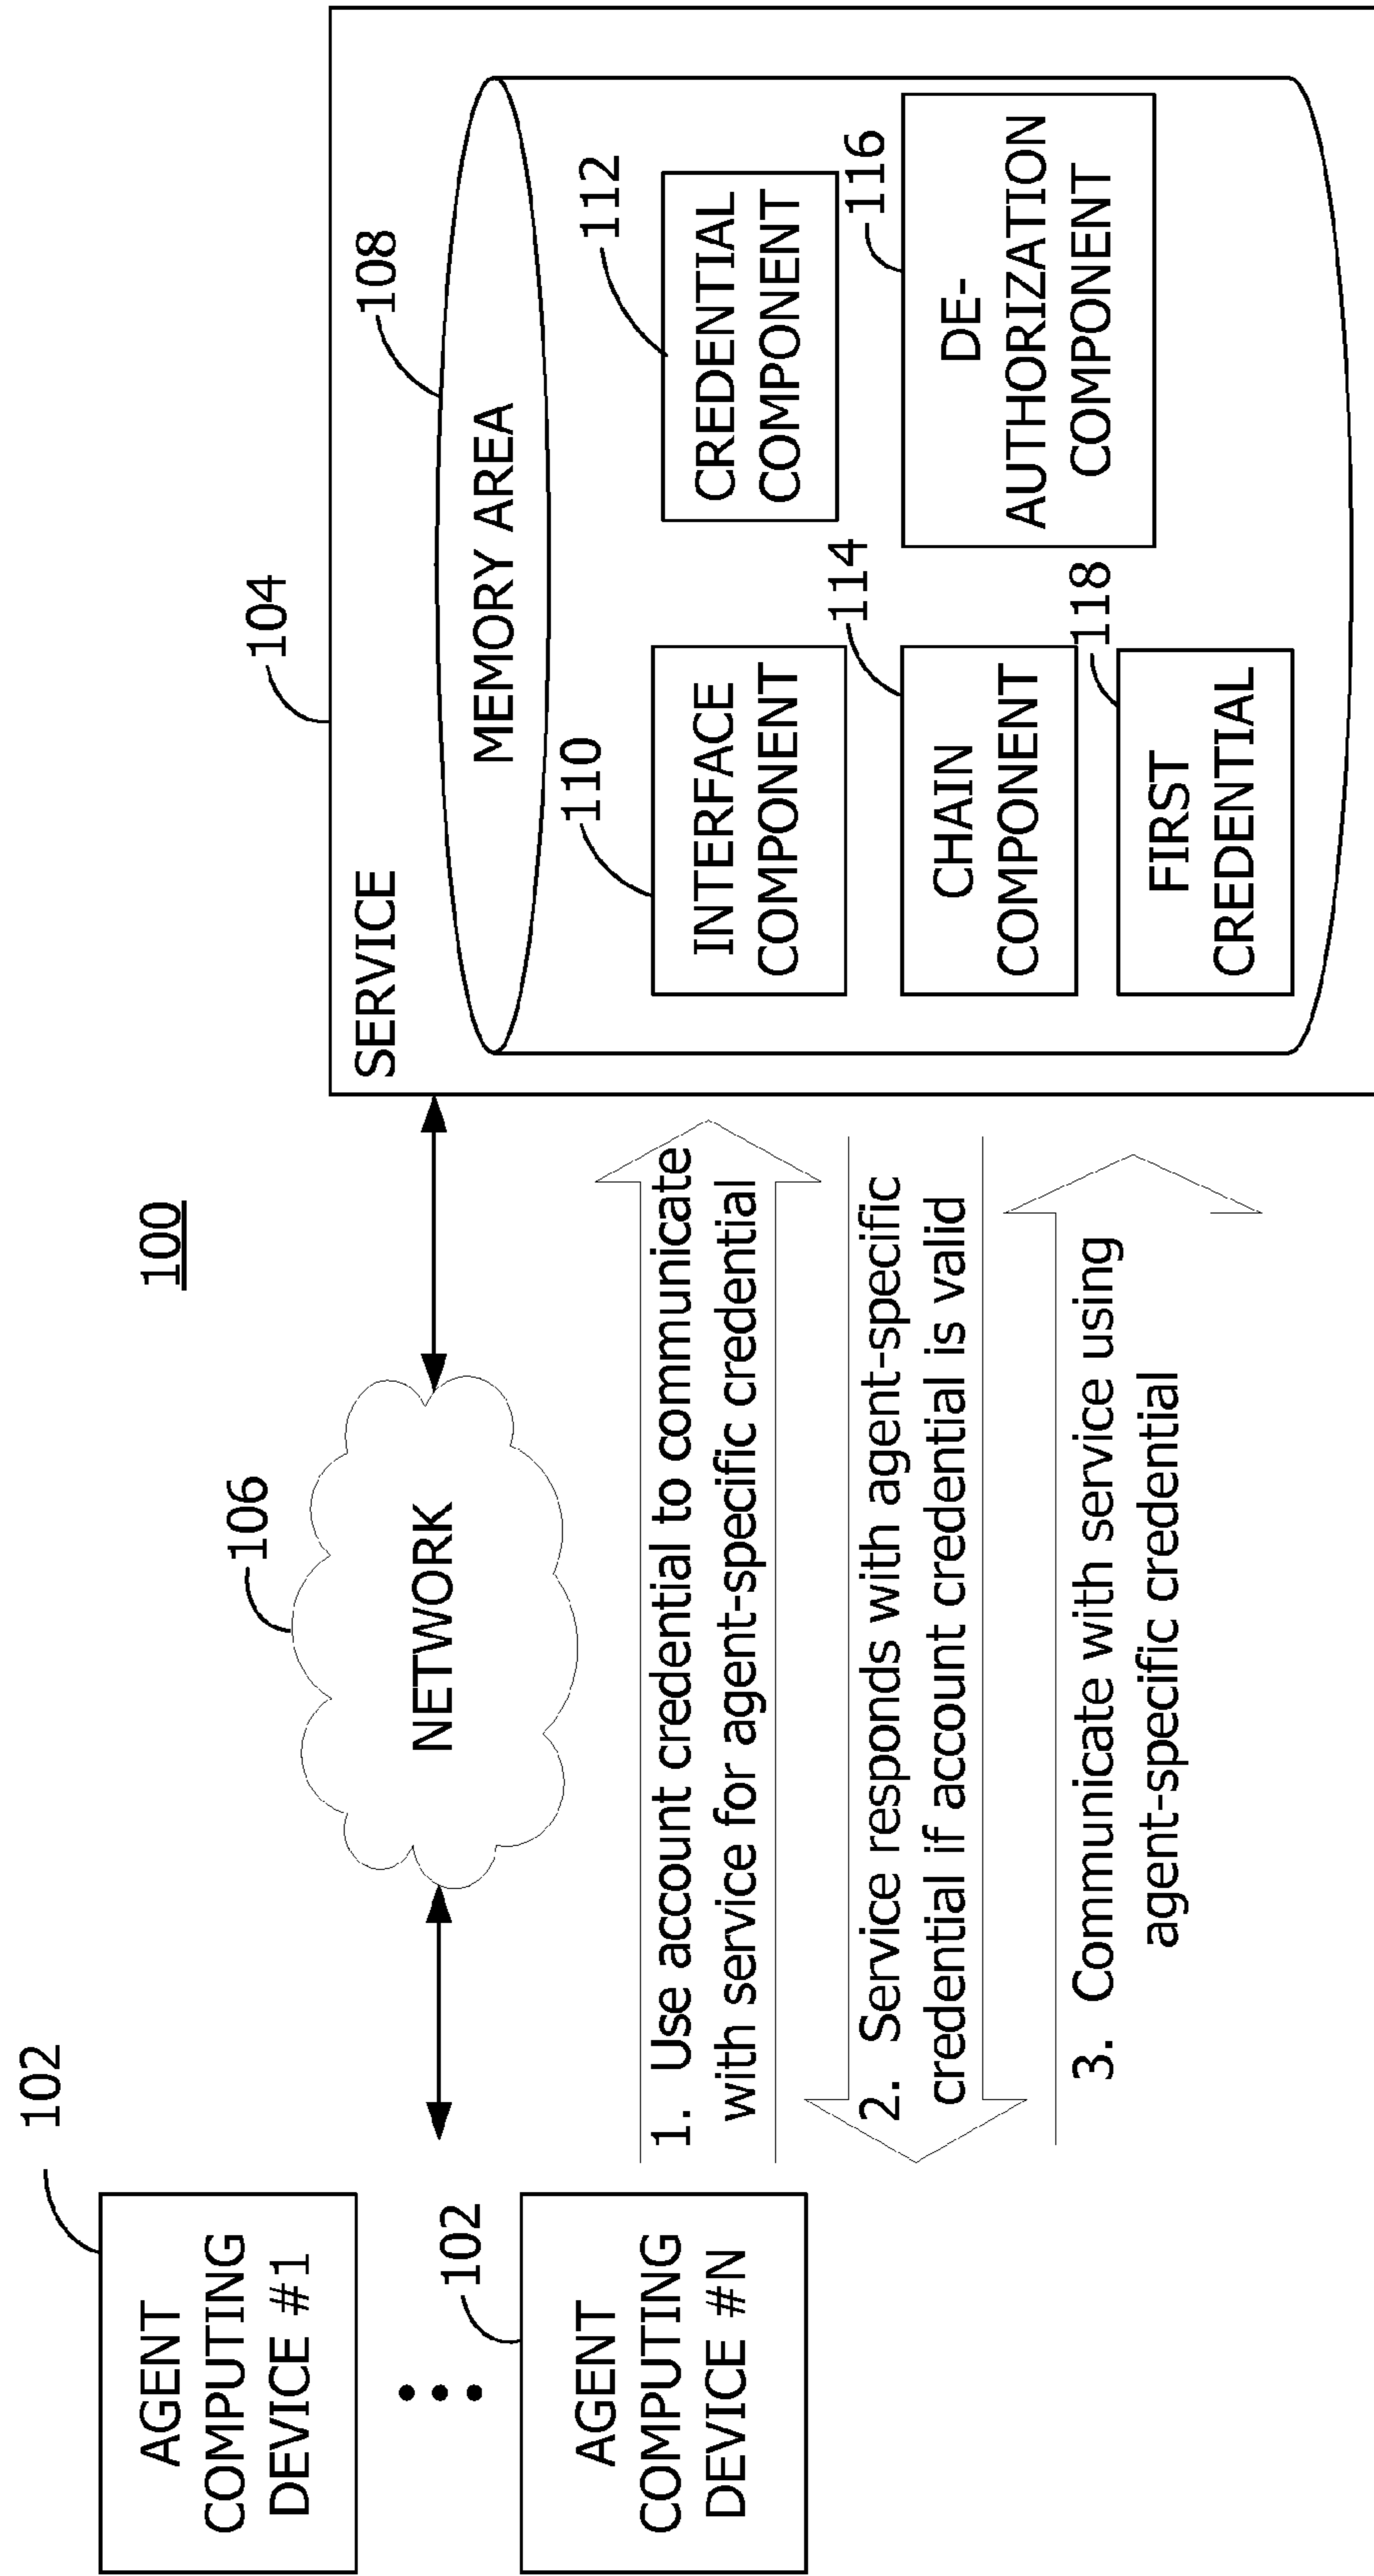 100
102
AGENT
COMPUTING
DEVICE #1
102
AGENT
COMPUTING
DEVICE #N
106
NETWORK
1. Use account credential to communicate
with service for agent-specific credential
2. Service responds with agent-specific
credential if account credential is valid
3. Communicate with service using
agent-specific credential
104
SERVICE
108
MEMORY AREA
110
INTERFACE
COMPONENT
112
CREDENTIAL
COMPONENT
114
CHAIN
COMPONENT
116
DE-
AUTHORIZATION
COMPONENT
118
FIRST
CREDENTIAL